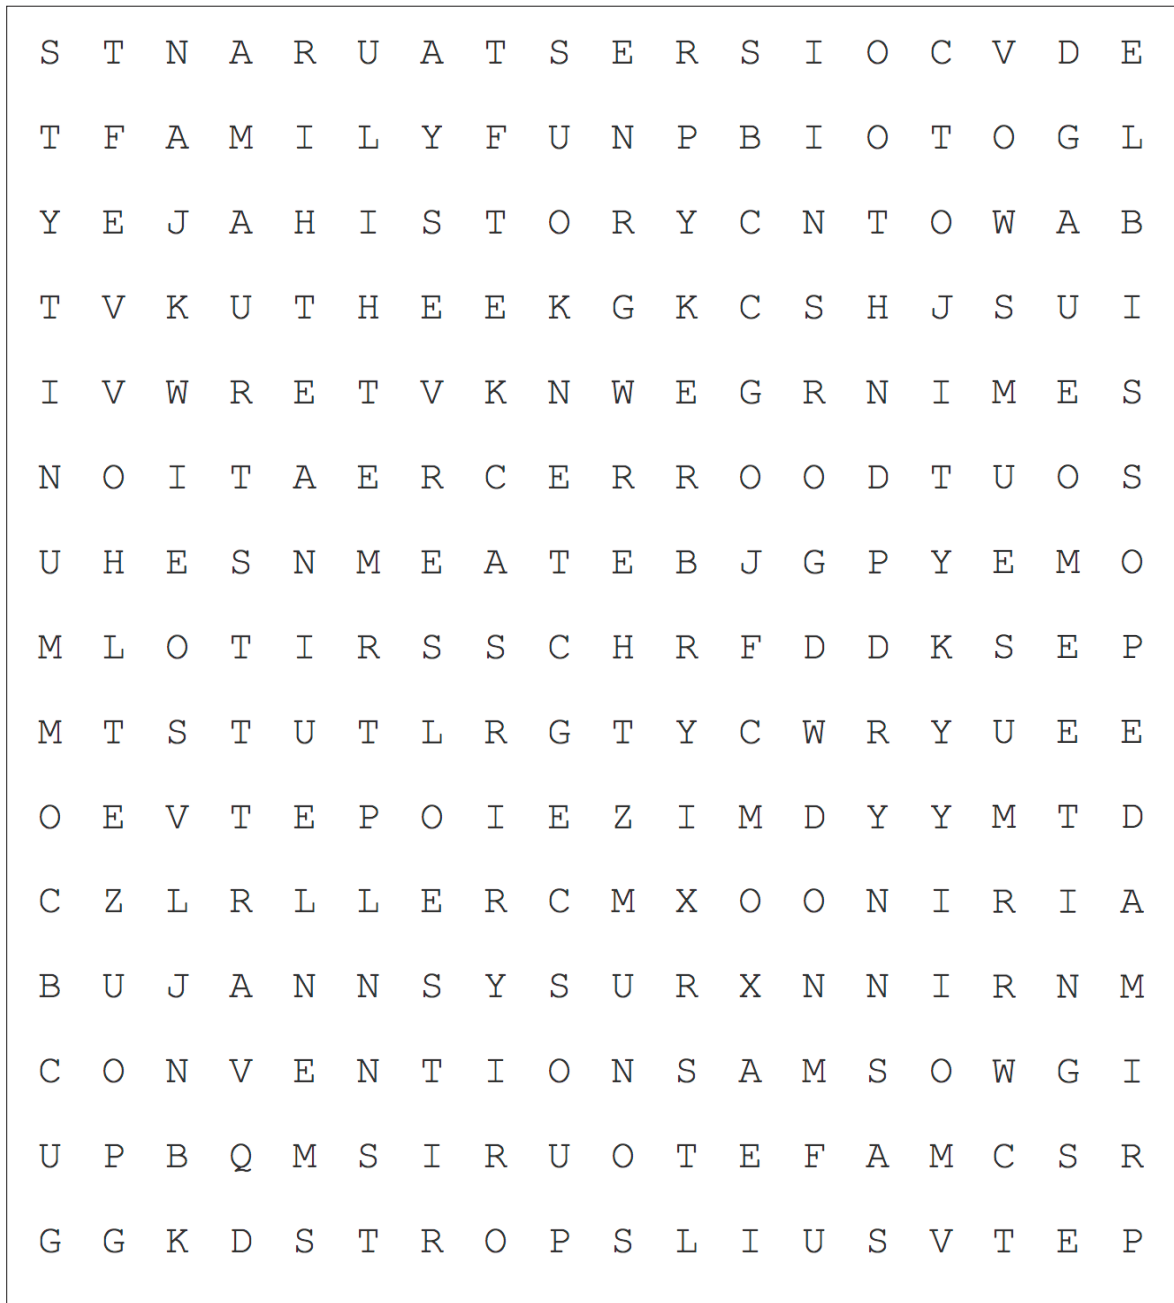 S T N A R U A T S E R S I O C V D E
T F A M I L Y F U N P B I O T O G L
Y E J A H I S T O R Y C N T O W A B
T V K U T H E E K G K C S H J S U I
I V W R E T V K N W E G R N I M E S
N O I T A E R C E R R O O D T U O S
U H E S N M E A T E B J G P Y E M O
M L O T I R S S C H R F D D K S E P
M T S T U T L R G T Y C W R Y U E E
O E V T E P O I E Z I M D Y Y M T D
C Z L R L L E R C M X O O N I R I A
B U J A N N S Y S U R X N N I R N M
C O N V E N T I O N S A M S O W G I
U P B Q M S I R U O T E F A M C S R
G G K D S T R O P S L I U S V T E P